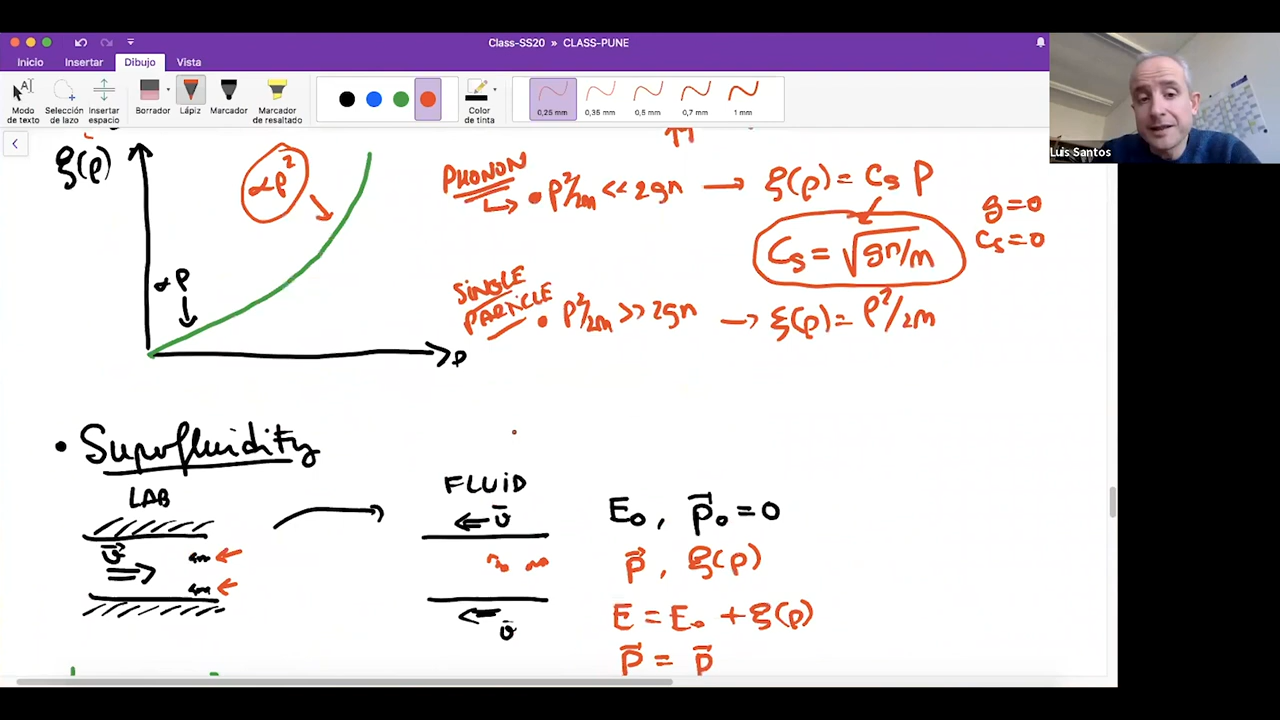 Class-SS20 » CLASS-PUNE
Inicio Insertar Dibujo Vista
Modo de texto
Selección de lazo
Insertar espacio
Borrador
Lápiz
Marcador
Marcador de resaltado
Color de tinta
0,25 mm 0,35 mm 0,5 mm 0,7 mm 1 mm
Luis Santos
ξ(p)
∝p²
∝p
p
PHONON
• p²/2m << 2gn → ξ(p) = Cs p
g=0
Cs=0
Cs = √gn/m
SINGLE
PARTICLE • p²/2m >> 2gn → ξ(p) = p²/2m
• Superfluidity
LAB
FLUID
v⃗
v̄
v̄
E₀, p⃗₀ = 0
p⃗, ξ(p)
E = E₀ + ξ(p)
p⃗ = p⃗